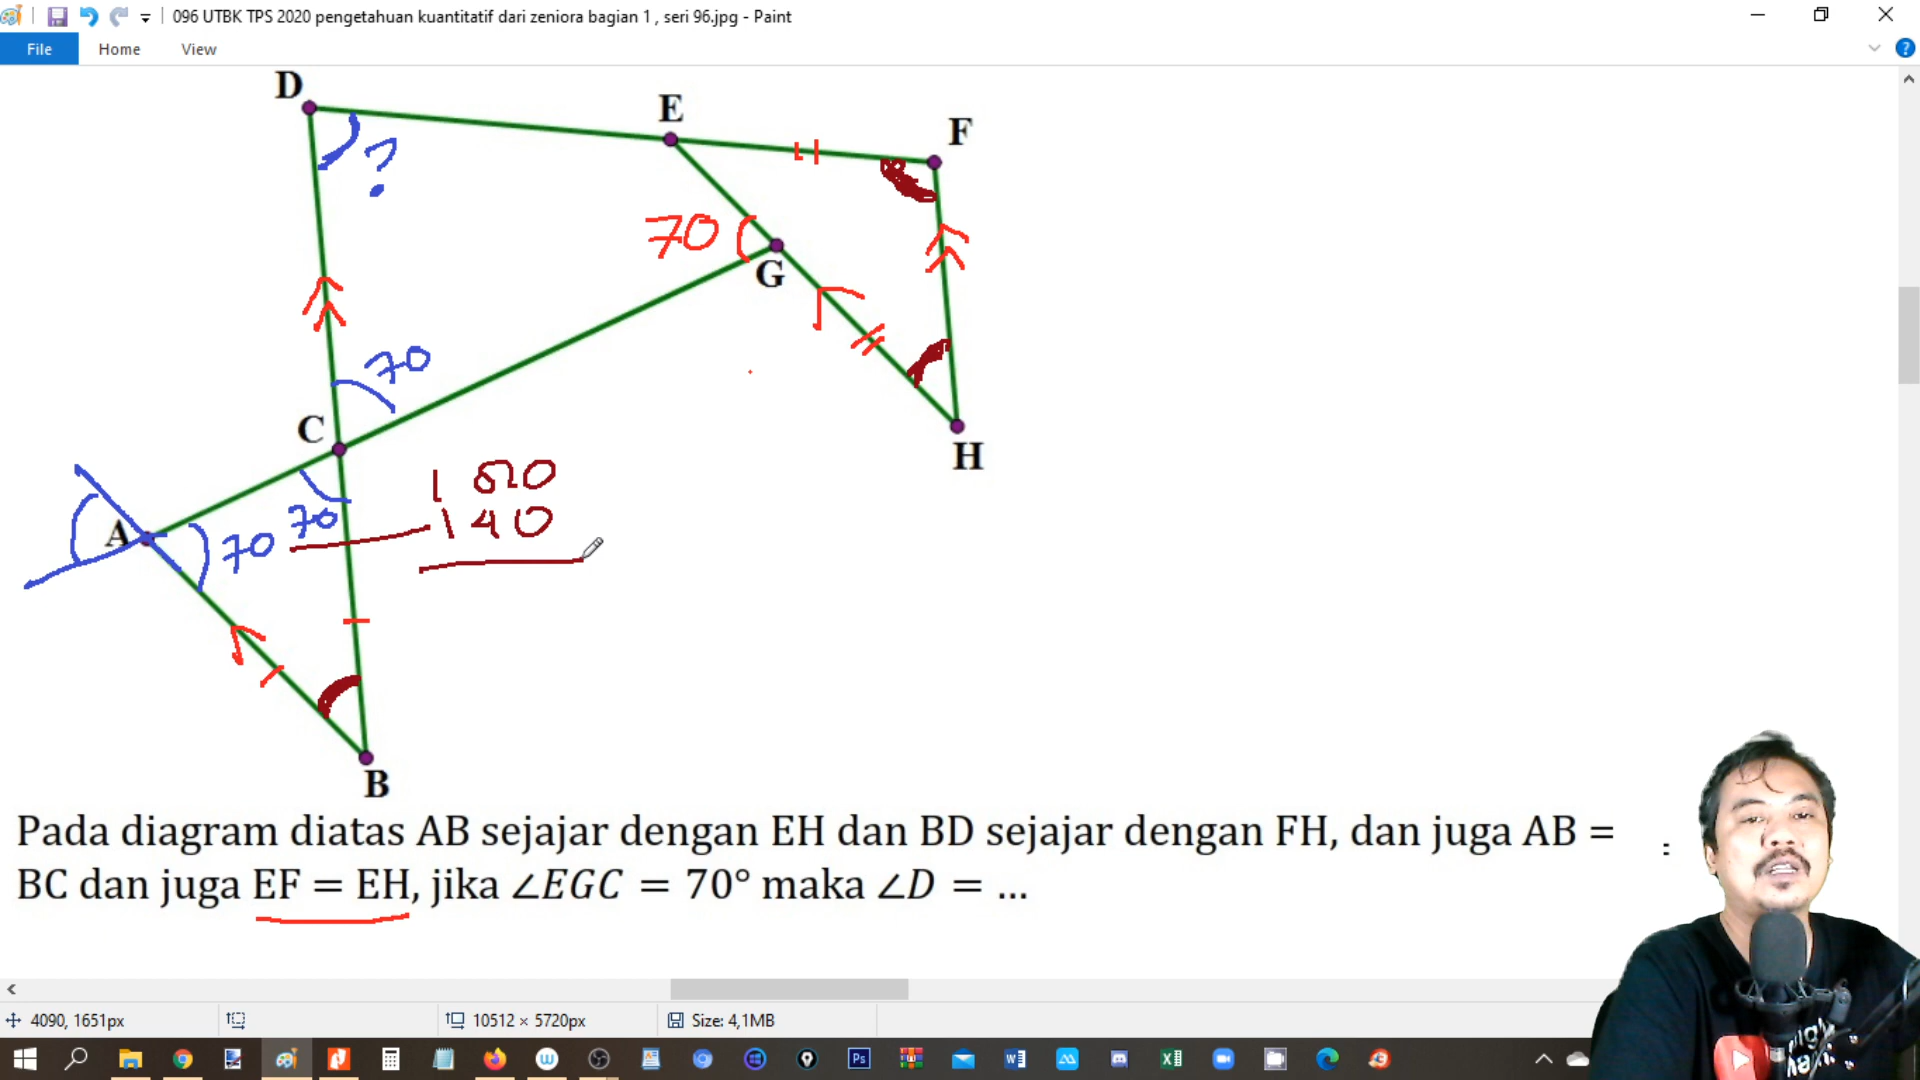 096 UTBK TPS 2020 pengetahuan kuantitatif dari zeniora bagian 1 , seri 96.jpg - Paint
File Home View
D
E
F
?
70
G
70
C
H
180
A 70 70 140
B
Pada diagram diatas AB sejajar dengan EH dan BD sejajar dengan FH, dan juga AB =
BC dan juga EF = EH, jika ∠EGC = 70° maka ∠D = ...
4090, 1651px 10512 × 5720px Size: 4,1MB